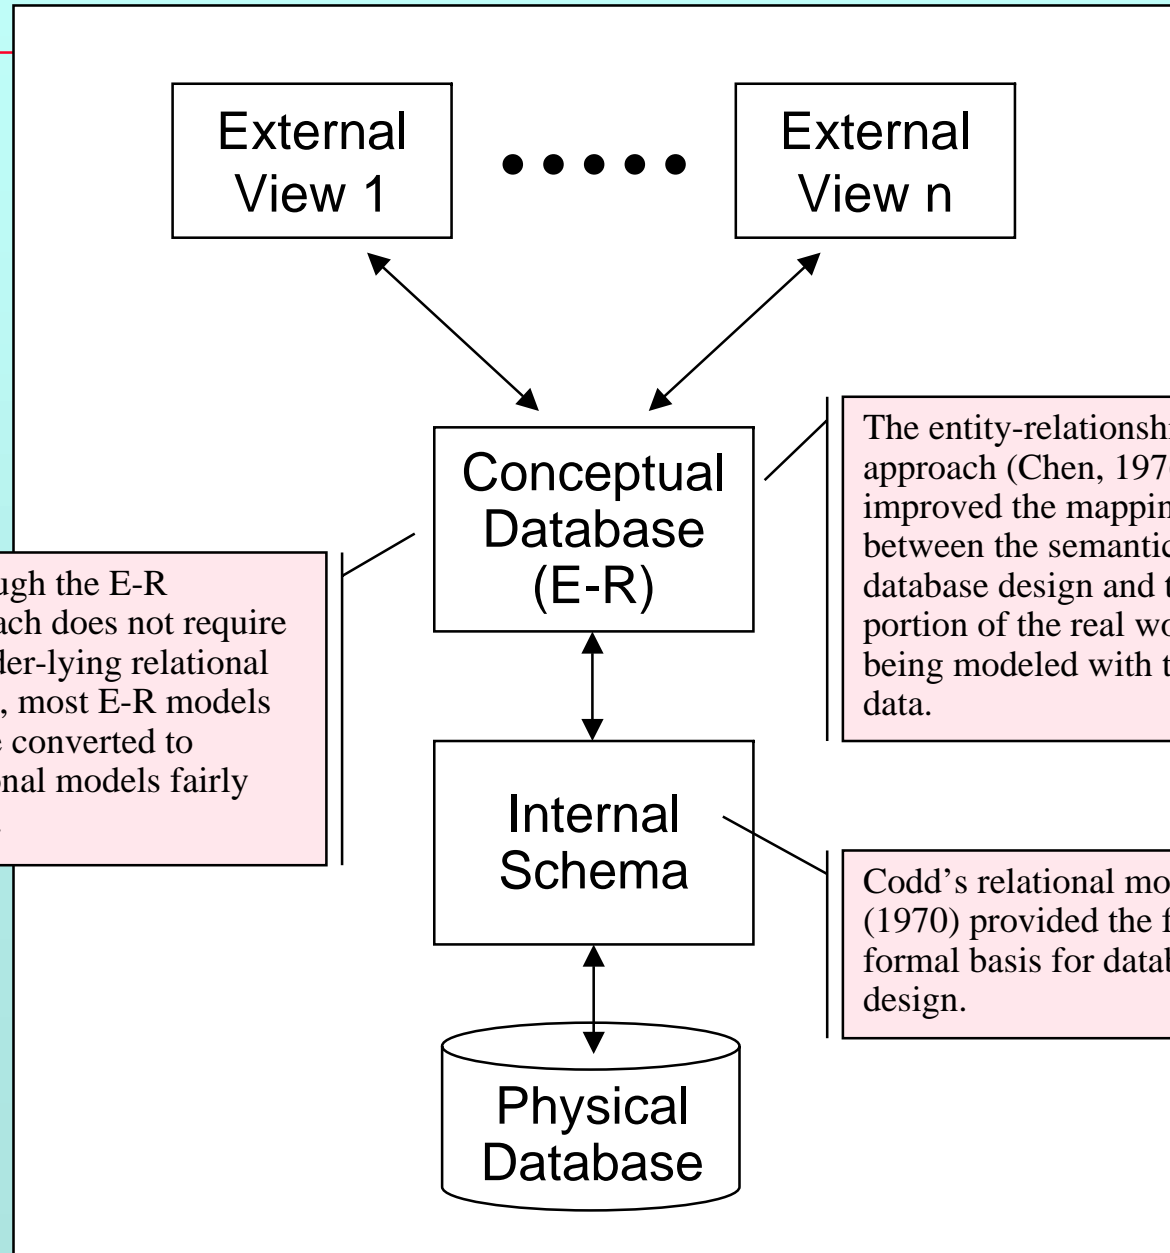 External
View 1
External
View n
Conceptual
Database
(E-R)
The entity-relationshi
approach (Chen, 197
improved the mappin
between the semantic
database design and t
portion of the real wo
being modeled with t
data.
ugh the E-R
ach does not require
der-lying relational
, most E-R models
e converted to
onal models fairly
Internal
Schema
Codd’s relational mo
(1970) provided the f
formal basis for datab
design.
Physical
Database